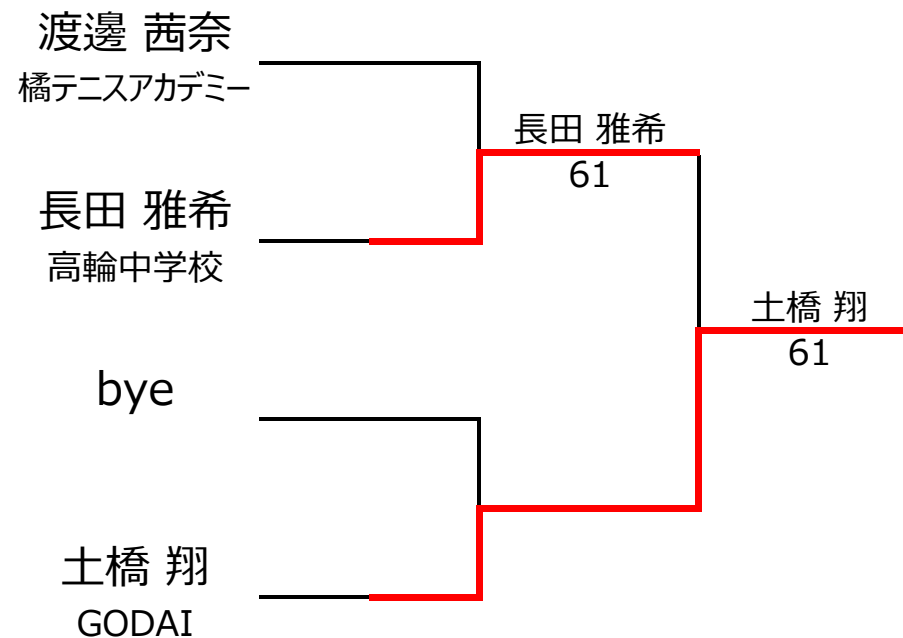 渡邊 茜奈
橘テニスアカデミー
長田 雅希
61
長田 雅希
高輪中学校
土橋 翔
61
bye
土橋 翔
GODAI